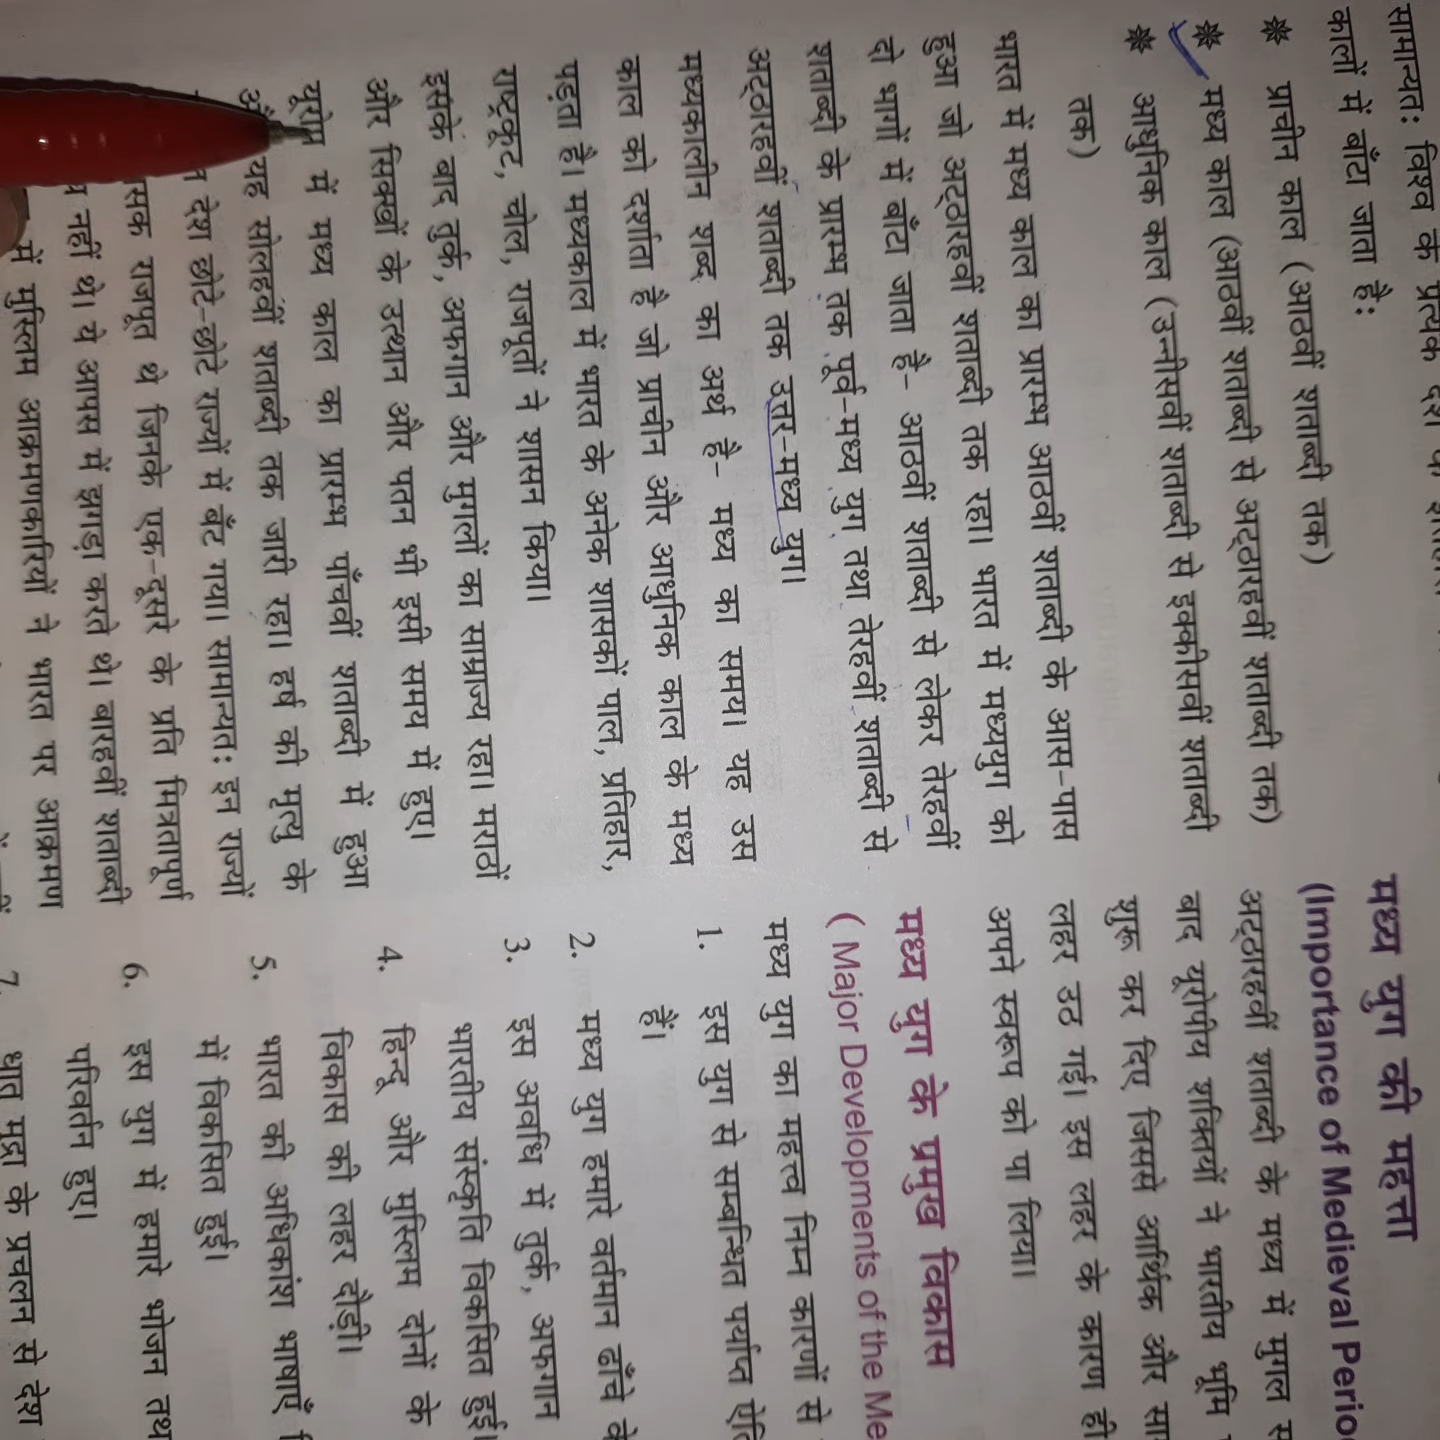 सामान्यतः विश्व के प्रत्येक देश के
कालों में बाँटा जाता है:
* प्राचीन काल (आठवीं शताब्दी तक)
* मध्य काल (आठवीं शताब्दी से अट्ठारहवीं शताब्दी तक)
* आधुनिक काल (उन्नीसवीं शताब्दी से इक्कीसवीं शताब्दी
तक)
भारत में मध्य काल का प्रारम्भ आठवीं शताब्दी के आस-पास
हुआ जो अट्ठारहवीं शताब्दी तक रहा। भारत में मध्ययुग को
दो भागों में बाँटा जाता है- आठवीं शताब्दी से लेकर तेरहवीं
शताब्दी के प्रारम्भ तक पूर्व-मध्य युग तथा तेरहवीं शताब्दी से
अट्ठारहवीं शताब्दी तक उत्तर-मध्य युग।
मध्यकालीन शब्द का अर्थ है- मध्य का समय। यह उस
काल को दर्शाता है जो प्राचीन और आधुनिक काल के मध्य
पड़ता है। मध्यकाल में भारत के अनेक शासकों पाल, प्रतिहार,
राष्ट्रकूट, चोल, राजपूतों ने शासन किया।
इसके बाद तुर्क, अफगान और मुगलों का साम्राज्य रहा। मराठों
और सिक्खों के उत्थान और पतन भी इसी समय में हुए।
यूरोप में मध्य काल का प्रारम्भ पाँचवीं शताब्दी में हुआ
यह सोलहवीं शताब्दी तक जारी रहा। हर्ष की मृत्यु के
देश छोटे-छोटे राज्यों में बँट गया। सामान्यतः इन राज्यों
राजपूत थे जिनके एक-दूसरे के प्रति मित्रतापूर्ण
नहीं थे। ये आपस में झगड़ा करते थे। बारहवीं शताब्दी
में मुस्लिम आक्रमणकारियों ने भारत पर आक्रमण
मध्य युग की महत्ता
(Importance of Medieval
अट्ठारहवीं शताब्दी के मध्य में मुगल
बाद यूरोपीय शक्तियों ने भारतीय भूमि
शुरू कर दिए जिससे आर्थिक और
लहर उठ गई। इस लहर के कारण ही
अपने स्वरूप को पा लिया।
मध्य युग के प्रमुख विकास
( Major Developments of the
मध्य युग का महत्त्व निम्न कारणों से
1. इस युग से सम्बन्धित पर्याप्त
हैं।
2. मध्य युग हमारे वर्तमान ढाँचे
3. इस अवधि में तुर्क, अफगान
भारतीय संस्कृति विकसित हुई।
4. हिन्दू और मुस्लिम दोनों के
विकास की लहर दौड़ी।
5. भारत की अधिकांश भाषाएँ
में विकसित हुई।
6. इस युग में हमारे भोजन
परिवर्तन हुए।
7. धातु मुद्रा के प्रचलन से देश